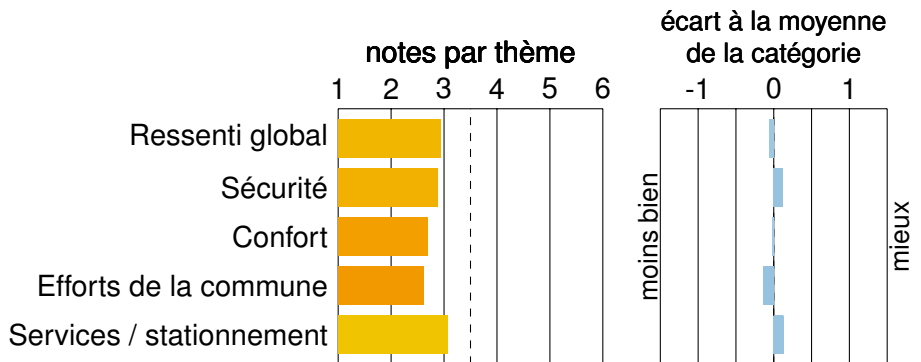 notes par thème
1 2 3 4 5 6
écart à la moyenne
de la catégorie
-1 0 1
Ressenti global
Sécurité
Confort
Efforts de la commune
Services / stationnement
moins bien
mieux